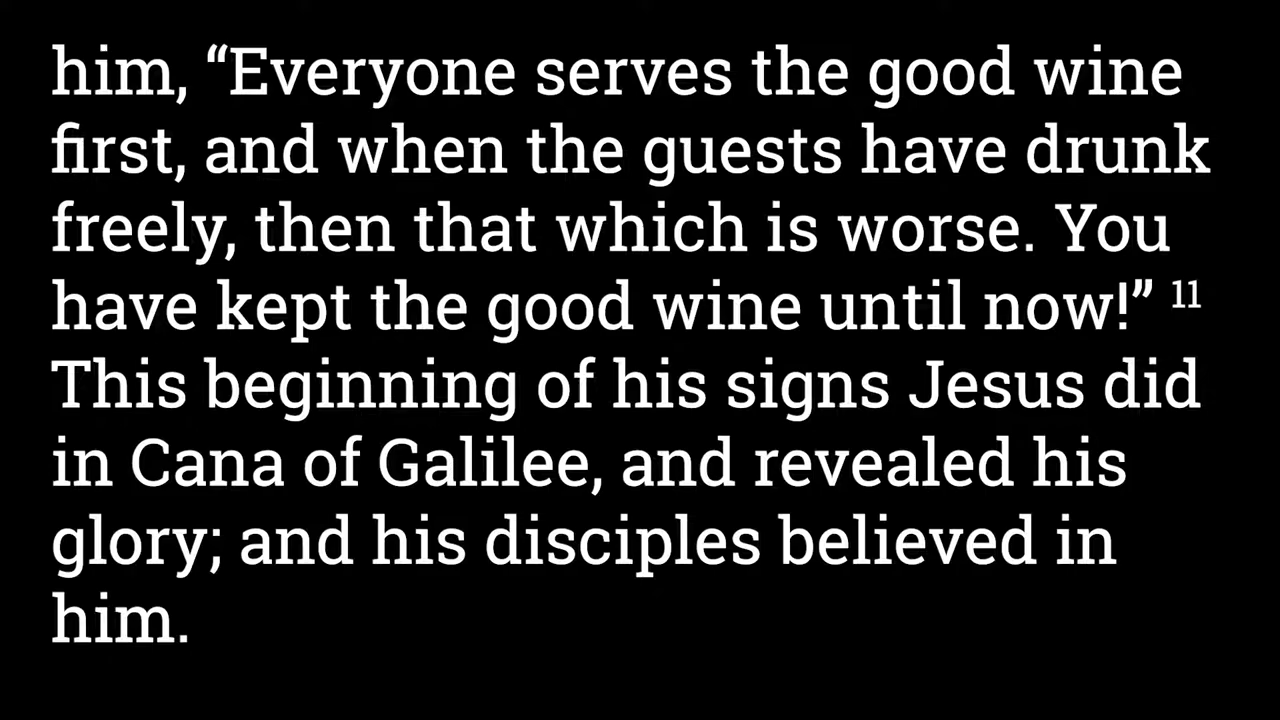 him, “Everyone serves the good wine
first, and when the guests have drunk
freely, then that which is worse. You
have kept the good wine until now!” 11
This beginning of his signs Jesus did
in Cana of Galilee, and revealed his
glory; and his disciples believed in
him.